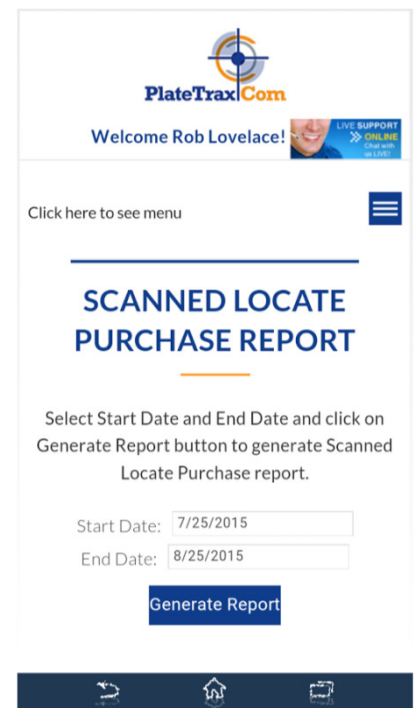 PlateTrax Com
Welcome Rob Lovelace!
LIVE SUPPORT
ONLINE
Chat with
us LIVE!
Click here to see menu
SCANNED LOCATE
PURCHASE REPORT
Select Start Date and End Date and click on
Generate Report button to generate Scanned
Locate Purchase report.
Start Date: 7/25/2015
End Date: 8/25/2015
Generate Report